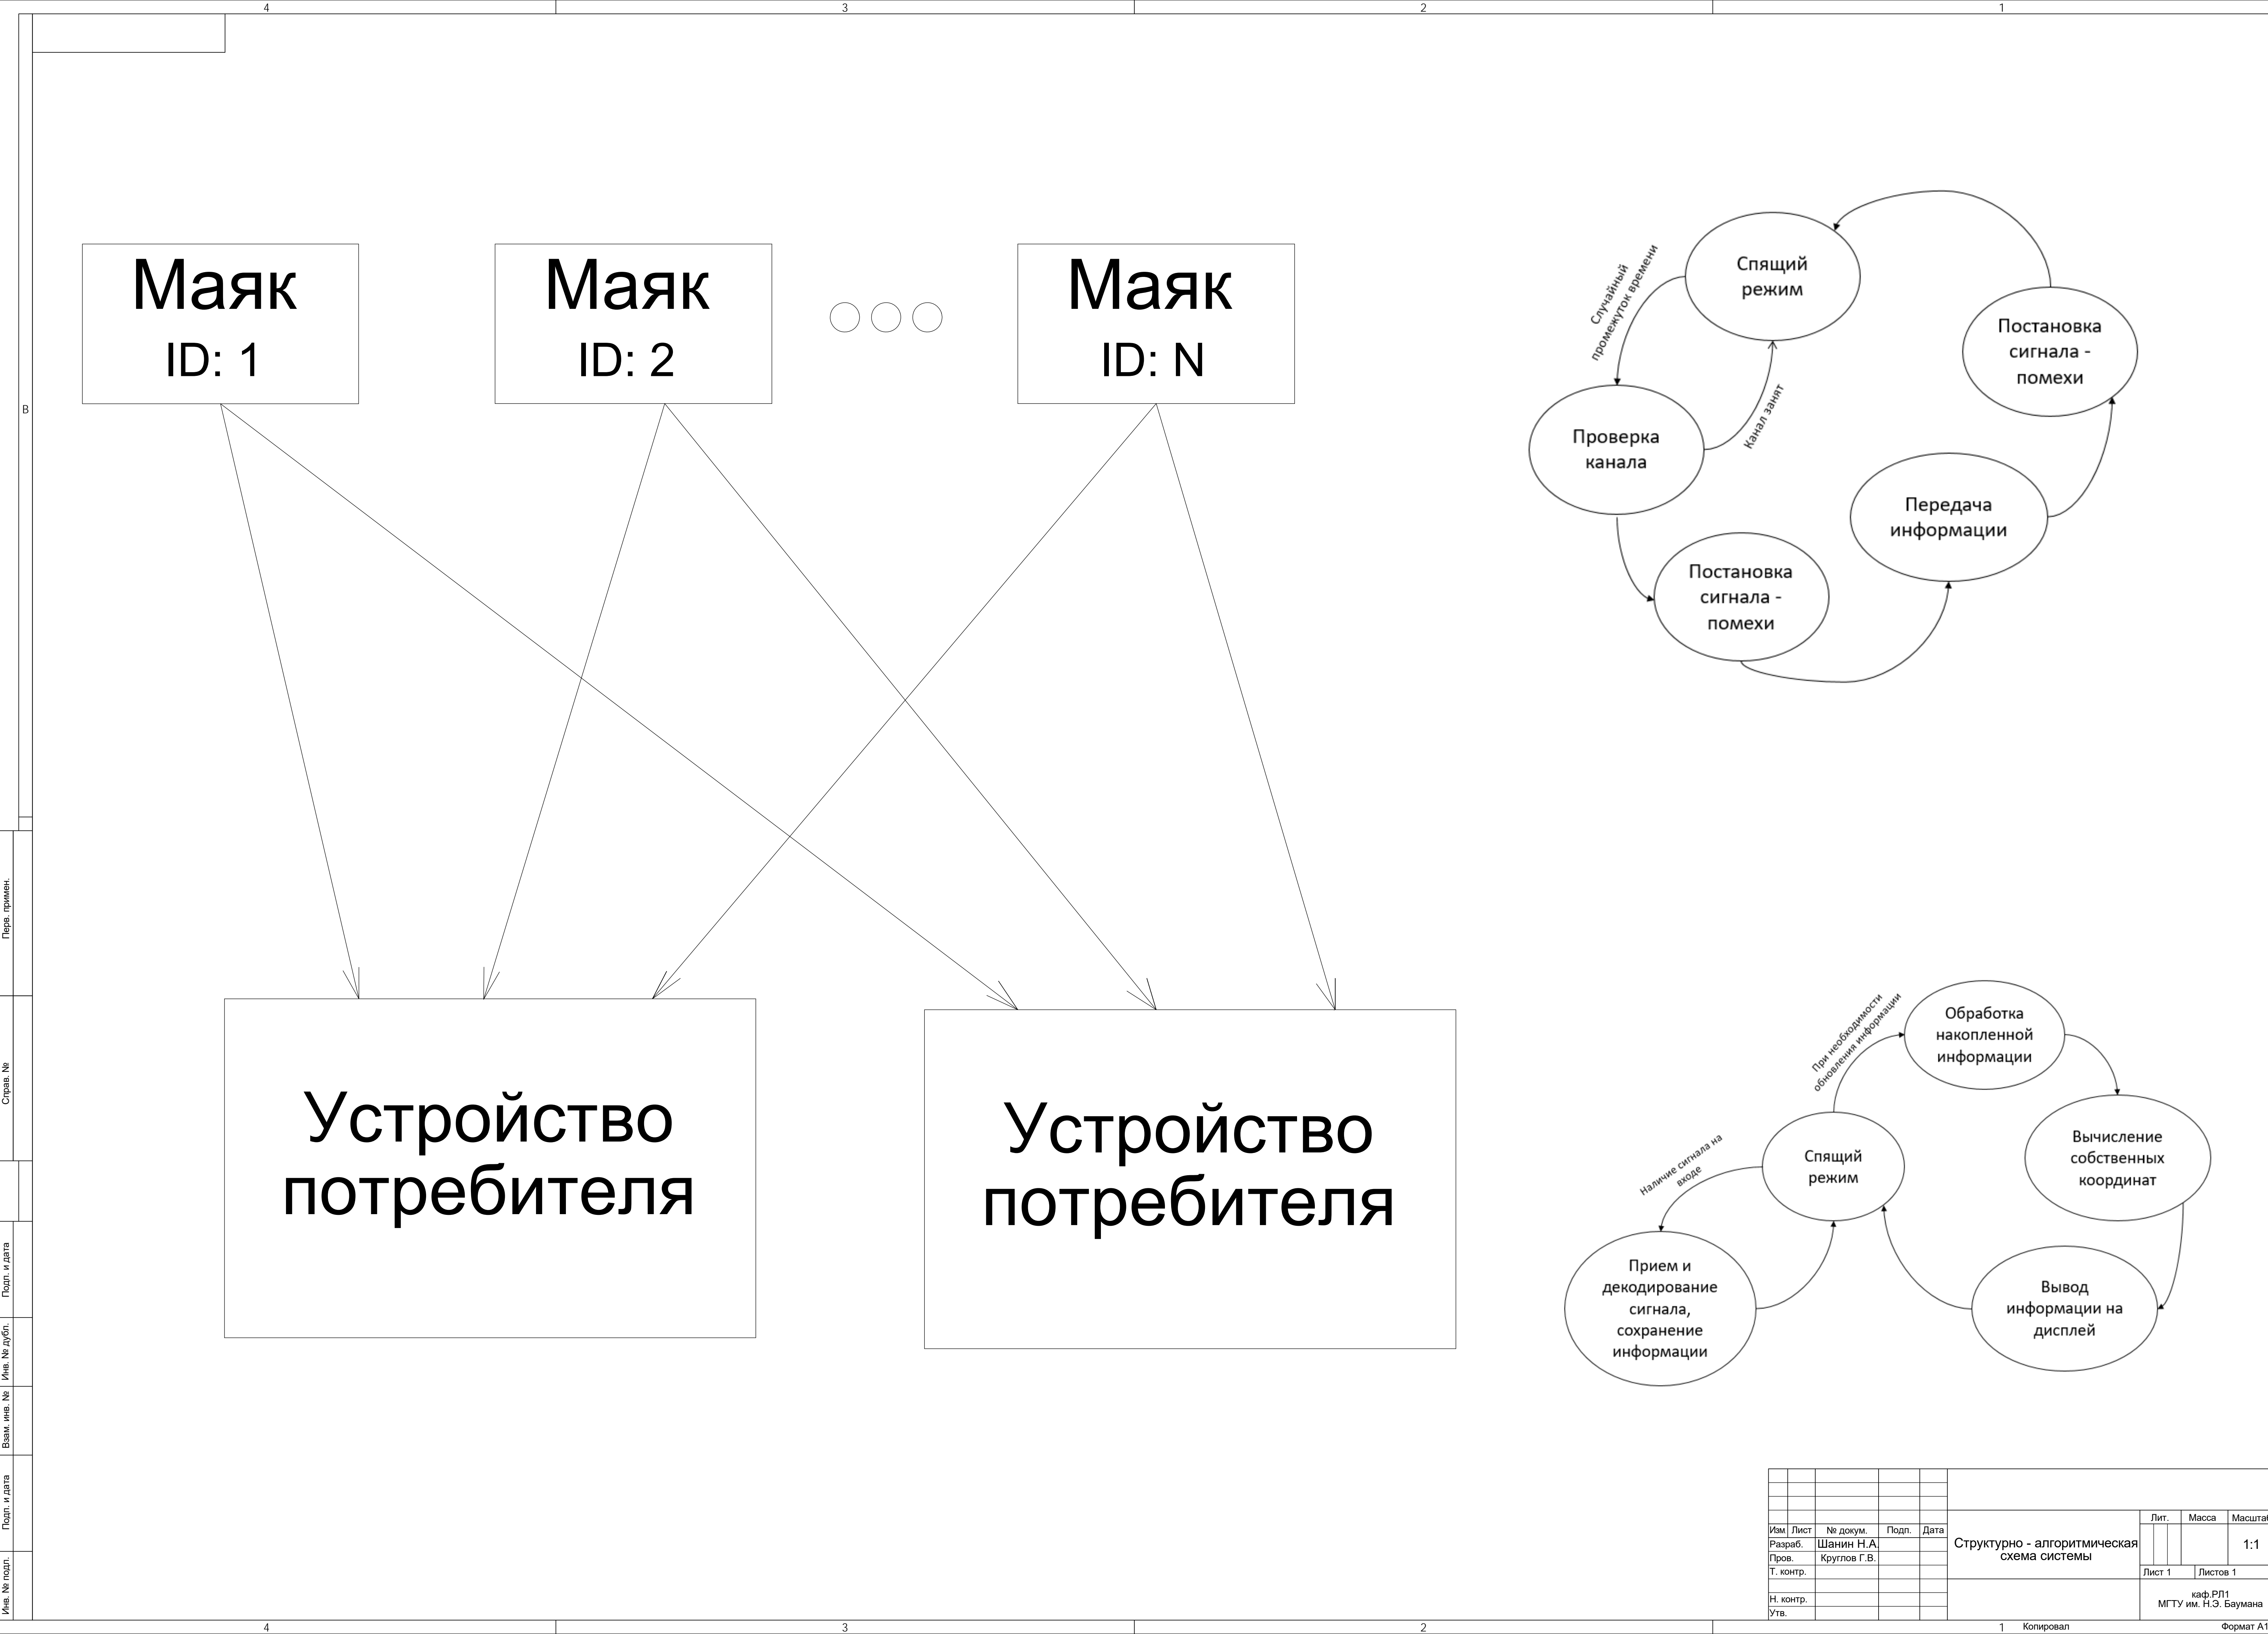 4
3
2
1
B
Маяк
ID: 1
Маяк
ID: 2
Маяк
ID: N
Устройство
потребителя
Устройство
потребителя
Спящий
режим
Случайный
промежуток времени
Постановка
сигнала -
помехи
Проверка
канала
Канал занят
Передача
информации
Постановка
сигнала -
помехи
Обработка
накопленной
информации
При необходимости
обновления информации
Вычисление
собственных
координат
Спящий
режим
Наличие сигнала на
входе
Прием и
декодирование
сигнала,
сохранение
информации
Вывод
информации на
дисплей
Перв. примен.
Справ. №
Подп. и дата
Инв. № дубл.
Взам. инв. №
Подп. и дата
Инв. № подл.
Изм Лист № докум. Подп. Дата
Разраб. Шанин Н.А.
Пров. Круглов Г.В.
Т. контр.
Н. контр.
Утв.
Структурно - алгоритмическая
схема системы
Лит. Масса Масштаб
1:1
Лист 1 Листов 1
каф.РЛ1
МГТУ им. Н.Э. Баумана
4
3
2
1
Копировал
Формат А1